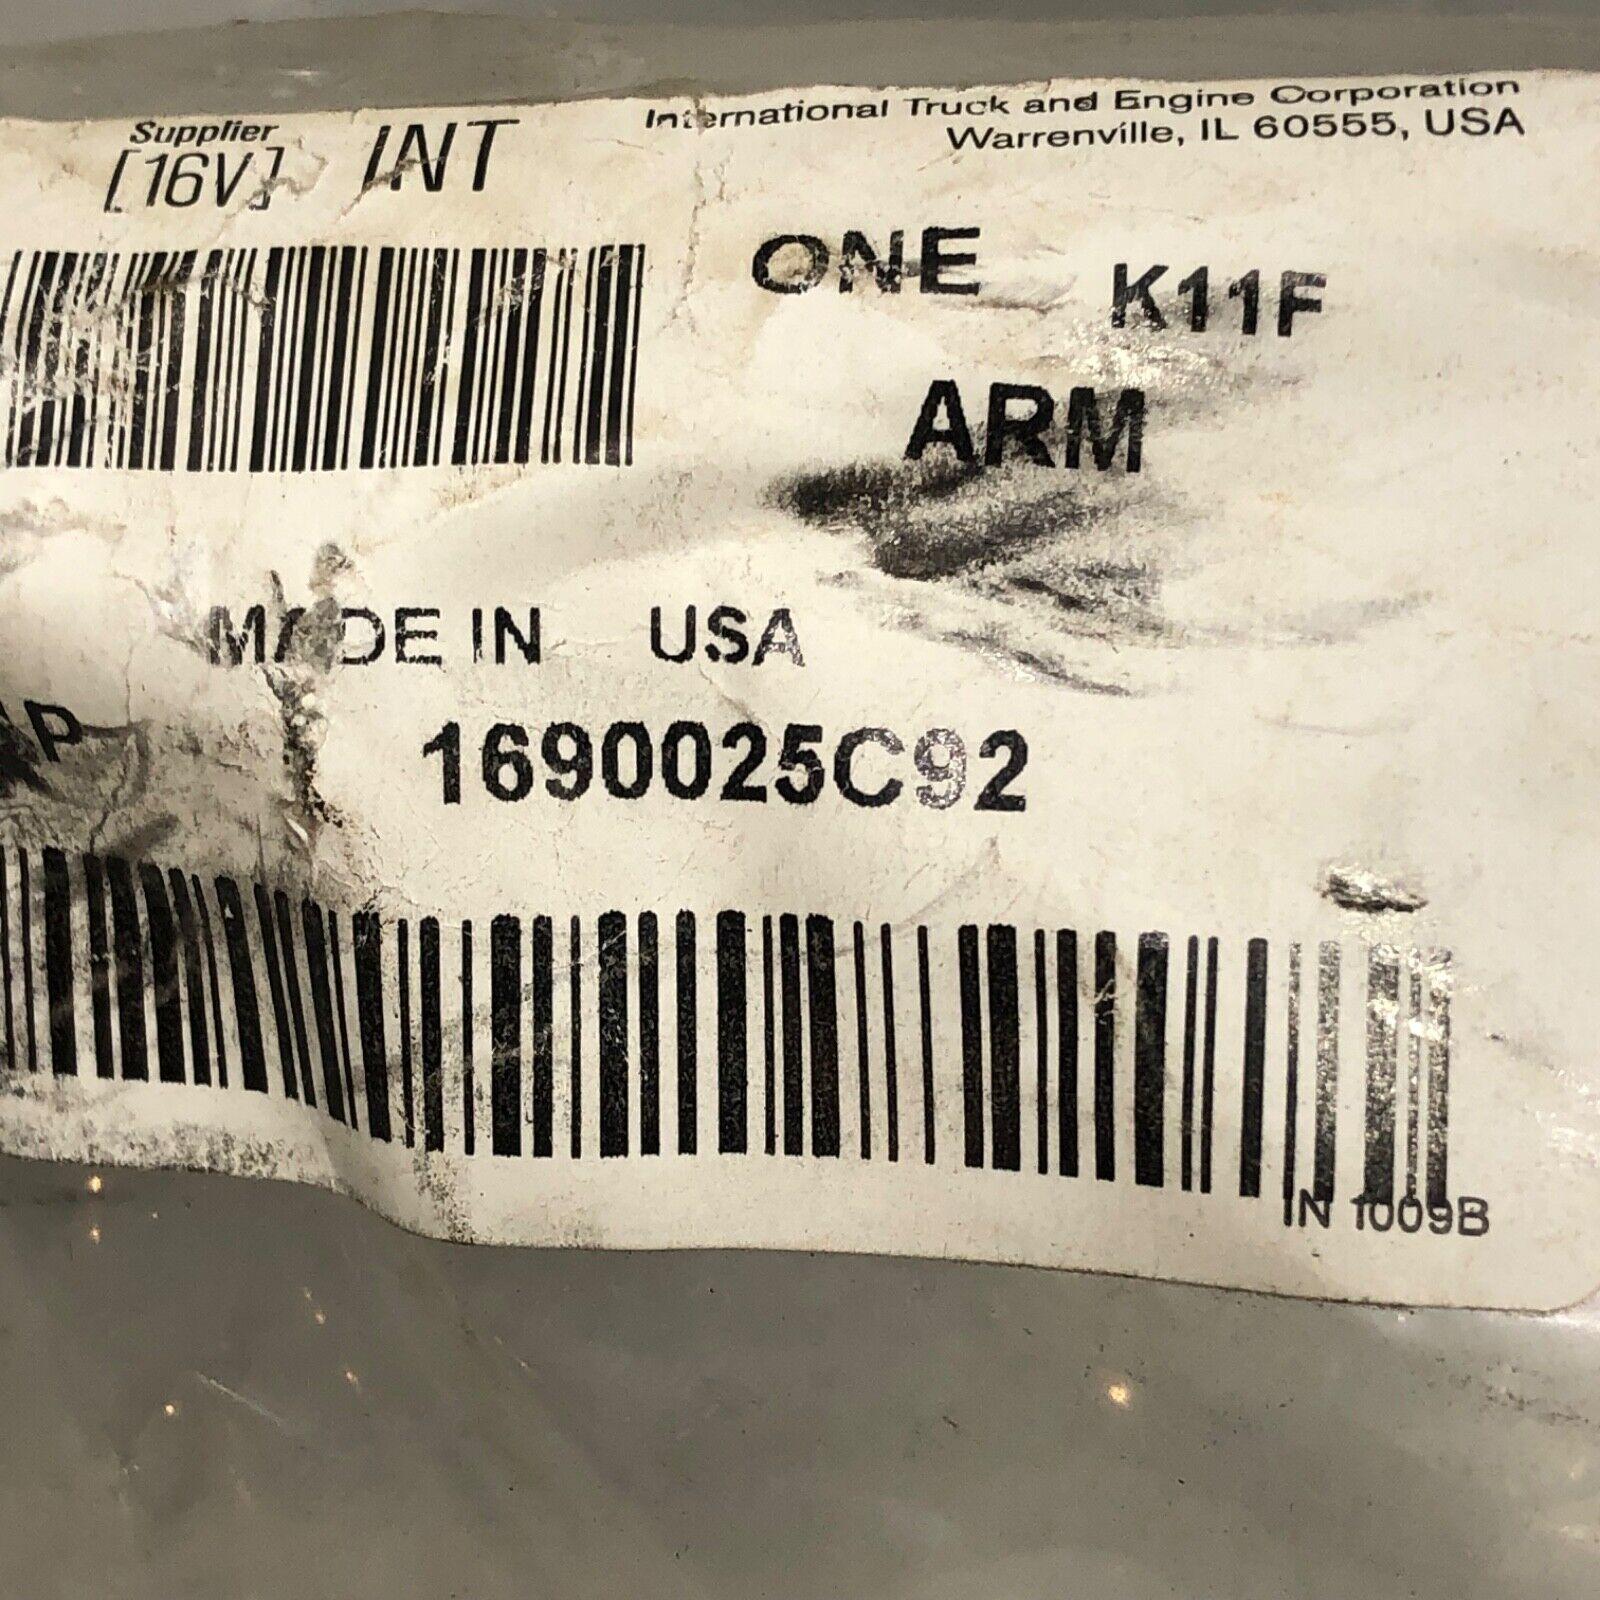 International Truck and Engine Corporation
Warrenville, IL 60555, USA
Supplier
[16V] INT
ONE K11F
ARM
MADE IN USA
1690025C92
IN 1009B